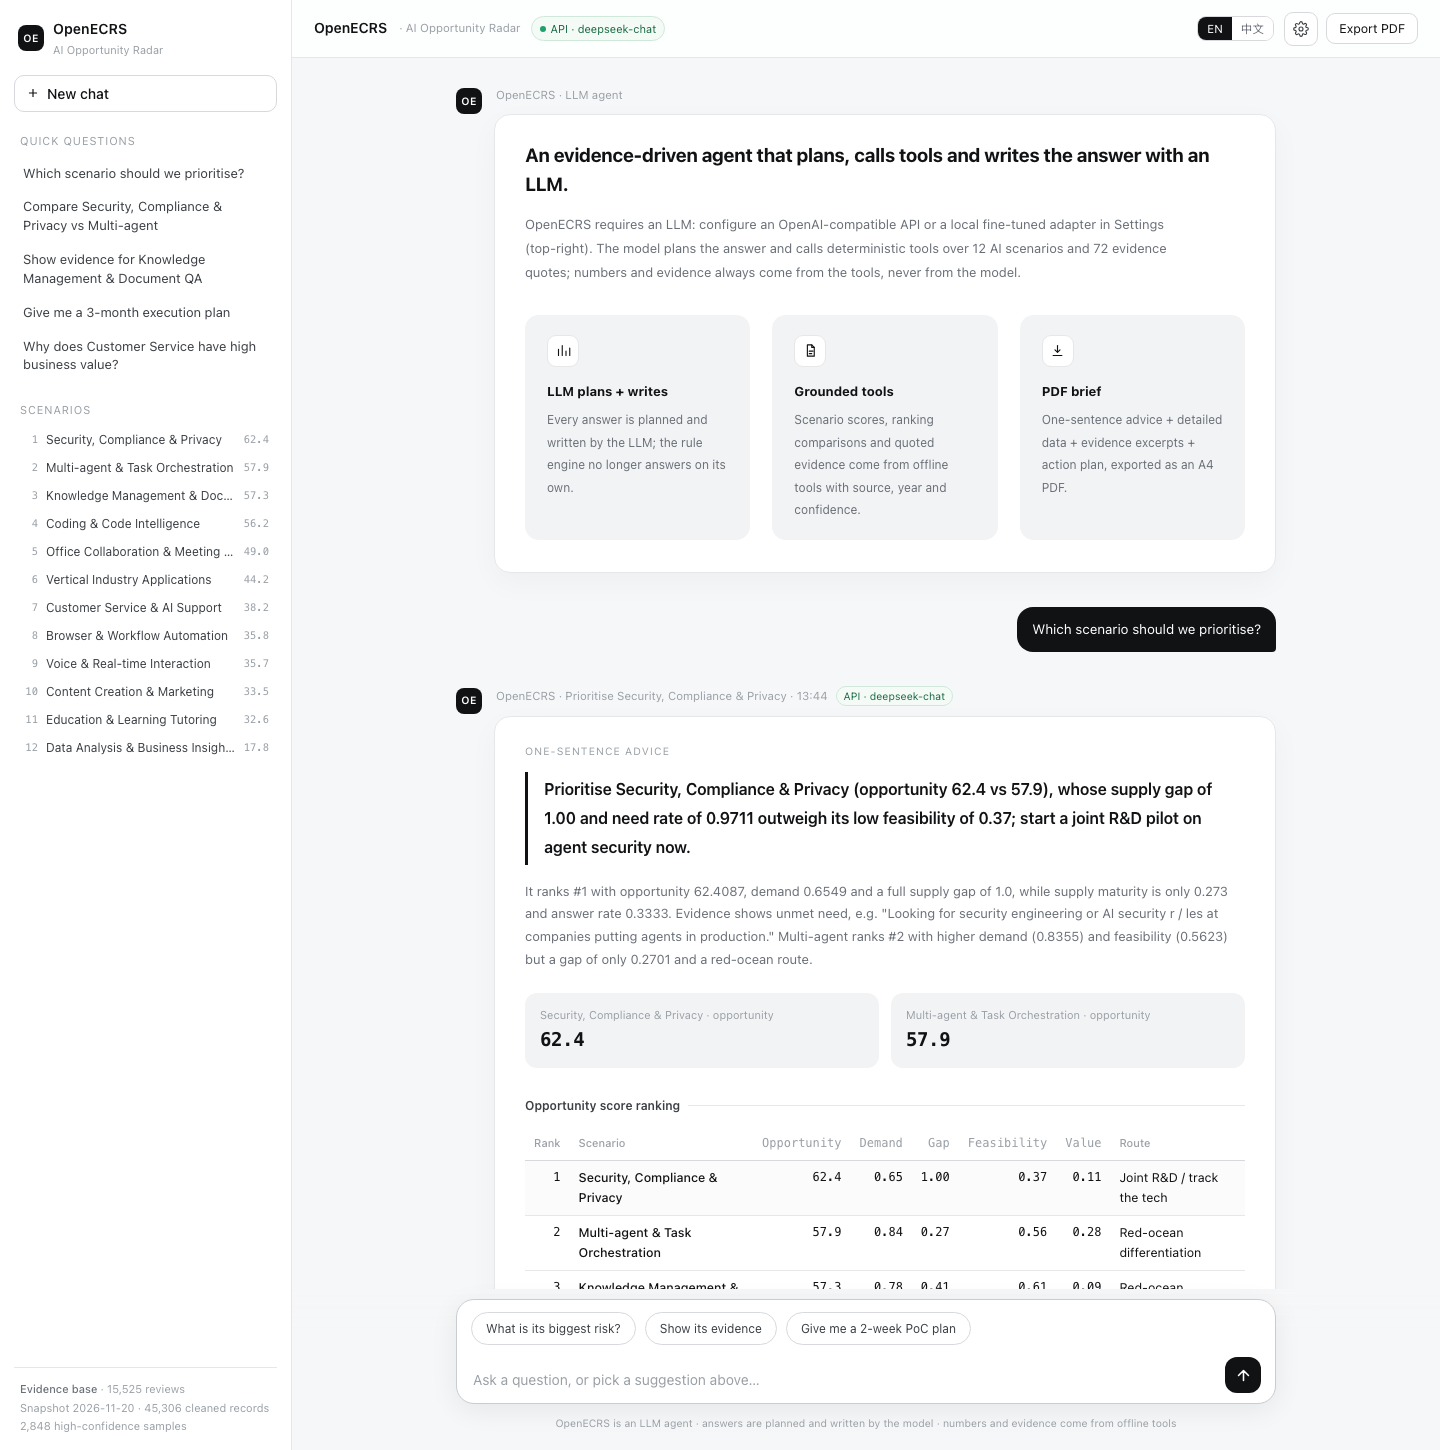 OE
OpenECRS
AI Opportunity Radar
+ New chat
QUICK QUESTIONS
Which scenario should we prioritise?
Compare Security, Compliance &
Privacy vs Multi-agent
Show evidence for Knowledge
Management & Document QA
Give me a 3-month execution plan
Why does Customer Service have high
business value?
SCENARIOS
1 Security, Compliance & Privacy 62.4
2 Multi-agent & Task Orchestration 57.9
3 Knowledge Management & Doc... 57.3
4 Coding & Code Intelligence 56.2
5 Office Collaboration & Meeting ... 49.0
6 Vertical Industry Applications 44.2
7 Customer Service & AI Support 38.2
8 Browser & Workflow Automation 35.8
9 Voice & Real-time Interaction 35.7
10 Content Creation & Marketing 33.5
11 Education & Learning Tutoring 32.6
12 Data Analysis & Business Insigh... 17.8
Evidence base · 15,525 reviews
Snapshot 2026-11-20 · 45,306 cleaned records
2,848 high-confidence samples
OpenECRS · AI Opportunity Radar API · deepseek-chat EN 中文 Export PDF
OE OpenECRS · LLM agent
An evidence-driven agent that plans, calls tools and writes the answer with an
LLM.
OpenECRS requires an LLM: configure an OpenAI-compatible API or a local fine-tuned adapter in Settings
(top-right). The model plans the answer and calls deterministic tools over 12 AI scenarios and 72 evidence
quotes; numbers and evidence always come from the tools, never from the model.
LLM plans + writes
Every answer is planned and
written by the LLM; the rule
engine no longer answers on its
own.
Grounded tools
Scenario scores, ranking
comparisons and quoted
evidence come from offline
tools with source, year and
confidence.
PDF brief
One-sentence advice + detailed
data + evidence excerpts +
action plan, exported as an A4
PDF.
Which scenario should we prioritise?
OE OpenECRS · Prioritise Security, Compliance & Privacy · 13:44 API · deepseek-chat
ONE-SENTENCE ADVICE
Prioritise Security, Compliance & Privacy (opportunity 62.4 vs 57.9), whose supply gap of
1.00 and need rate of 0.9711 outweigh its low feasibility of 0.37; start a joint R&D pilot on
agent security now.
It ranks #1 with opportunity 62.4087, demand 0.6549 and a full supply gap of 1.0, while supply maturity is only 0.273
and answer rate 0.3333. Evidence shows unmet need, e.g. "Looking for security engineering or AI security r / les at
companies putting agents in production." Multi-agent ranks #2 with higher demand (0.8355) and feasibility (0.5623)
but a gap of only 0.2701 and a red-ocean route.
Security, Compliance & Privacy · opportunity
62.4
Multi-agent & Task Orchestration · opportunity
57.9
Opportunity score ranking
Rank Scenario Opportunity Demand Gap Feasibility Value Route
1 Security, Compliance & 62.4 0.65 1.00 0.37 0.11 Joint R&D / track
Privacy the tech
2 Multi-agent & Task 57.9 0.84 0.27 0.56 0.28 Red-ocean
Orchestration differentiation
3 Knowledge Management & 57.3 0.78 0.41 0.61 0.09 Red-ocean
What is its biggest risk? Show its evidence Give me a 2-week PoC plan
Ask a question, or pick a suggestion above...
OpenECRS is an LLM agent · answers are planned and written by the model · numbers and evidence come from offline tools